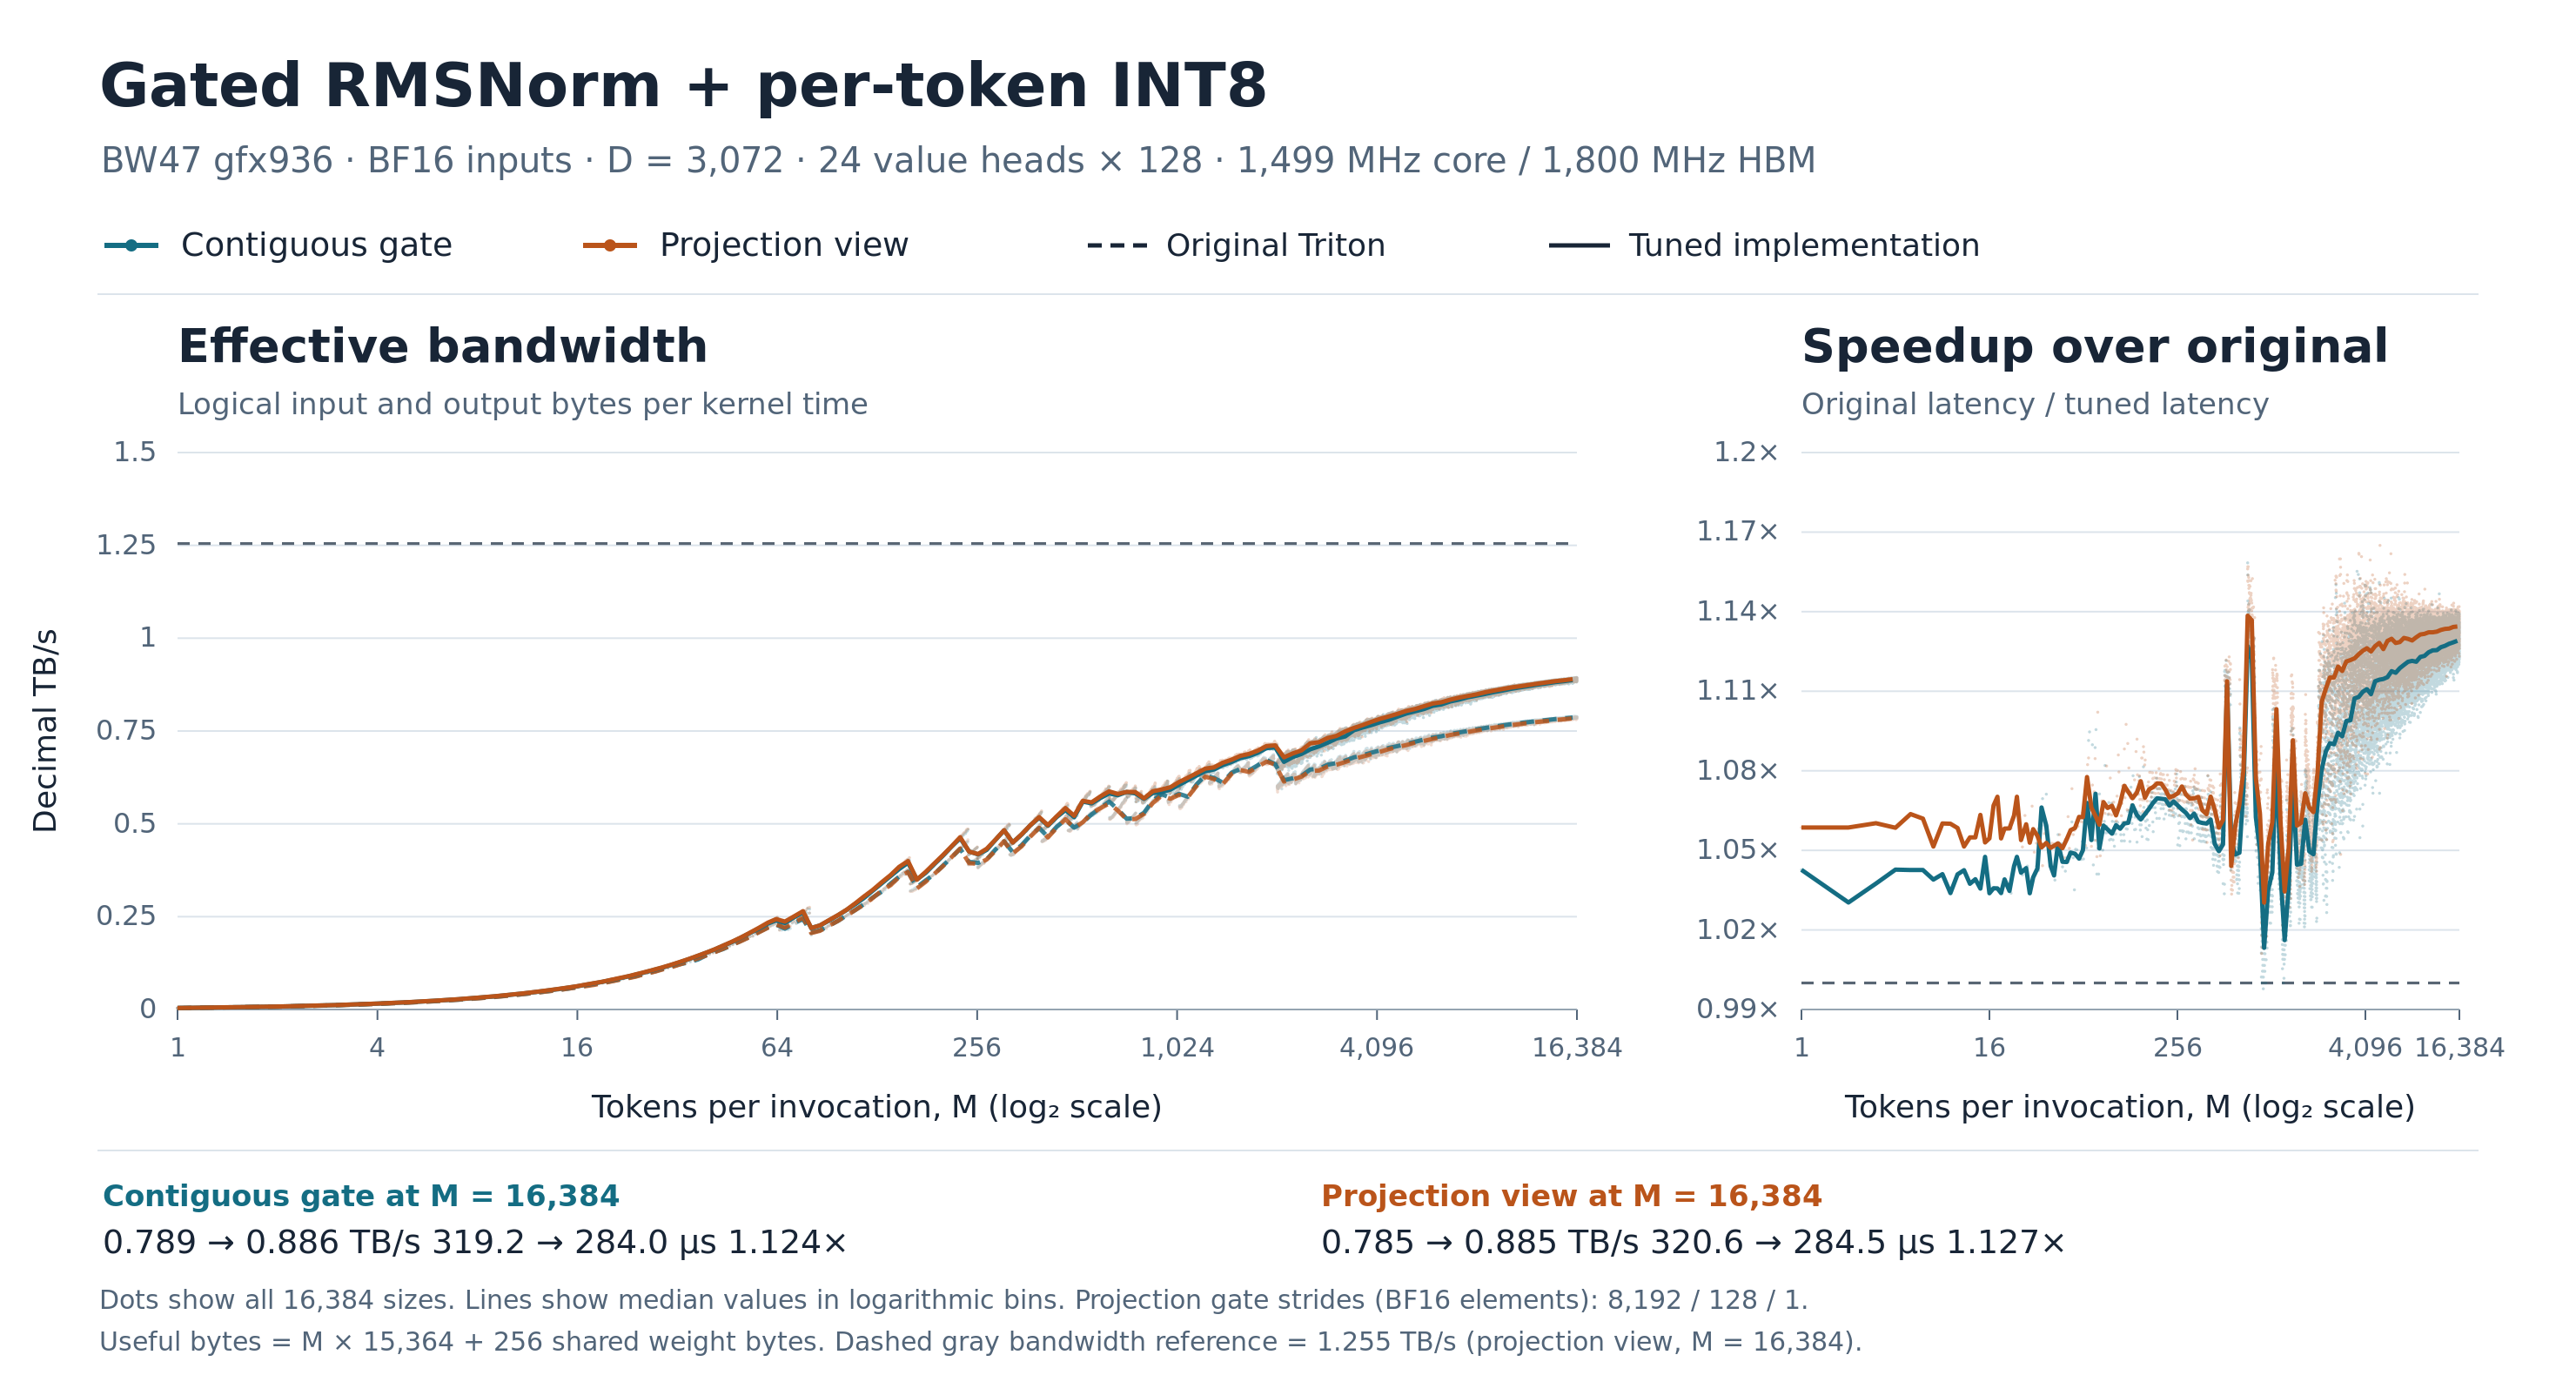 Gated RMSNorm + per-token INT8
BW47 gfx936 · BF16 inputs · D = 3,072 · 24 value heads × 128 · 1,499 MHz core / 1,800 MHz HBM
Contiguous gate
Projection view
Original Triton
Tuned implementation
Effective bandwidth
Logical input and output bytes per kernel time
1.5
1.25
1
0.75
0.5
0.25
0
Decimal TB/s
1 4 16 64 256 1,024 4,096 16,384
Tokens per invocation, M (log₂ scale)
Speedup over original
Original latency / tuned latency
1.2×
1.17×
1.14×
1.11×
1.08×
1.05×
1.02×
0.99×
1 16 256 4,096 16,384
Tokens per invocation, M (log₂ scale)
Contiguous gate at M = 16,384
0.789 → 0.886 TB/s 319.2 → 284.0 µs 1.124×
Projection view at M = 16,384
0.785 → 0.885 TB/s 320.6 → 284.5 µs 1.127×
Dots show all 16,384 sizes. Lines show median values in logarithmic bins. Projection gate strides (BF16 elements): 8,192 / 128 / 1.
Useful bytes = M × 15,364 + 256 shared weight bytes. Dashed gray bandwidth reference = 1.255 TB/s (projection view, M = 16,384).